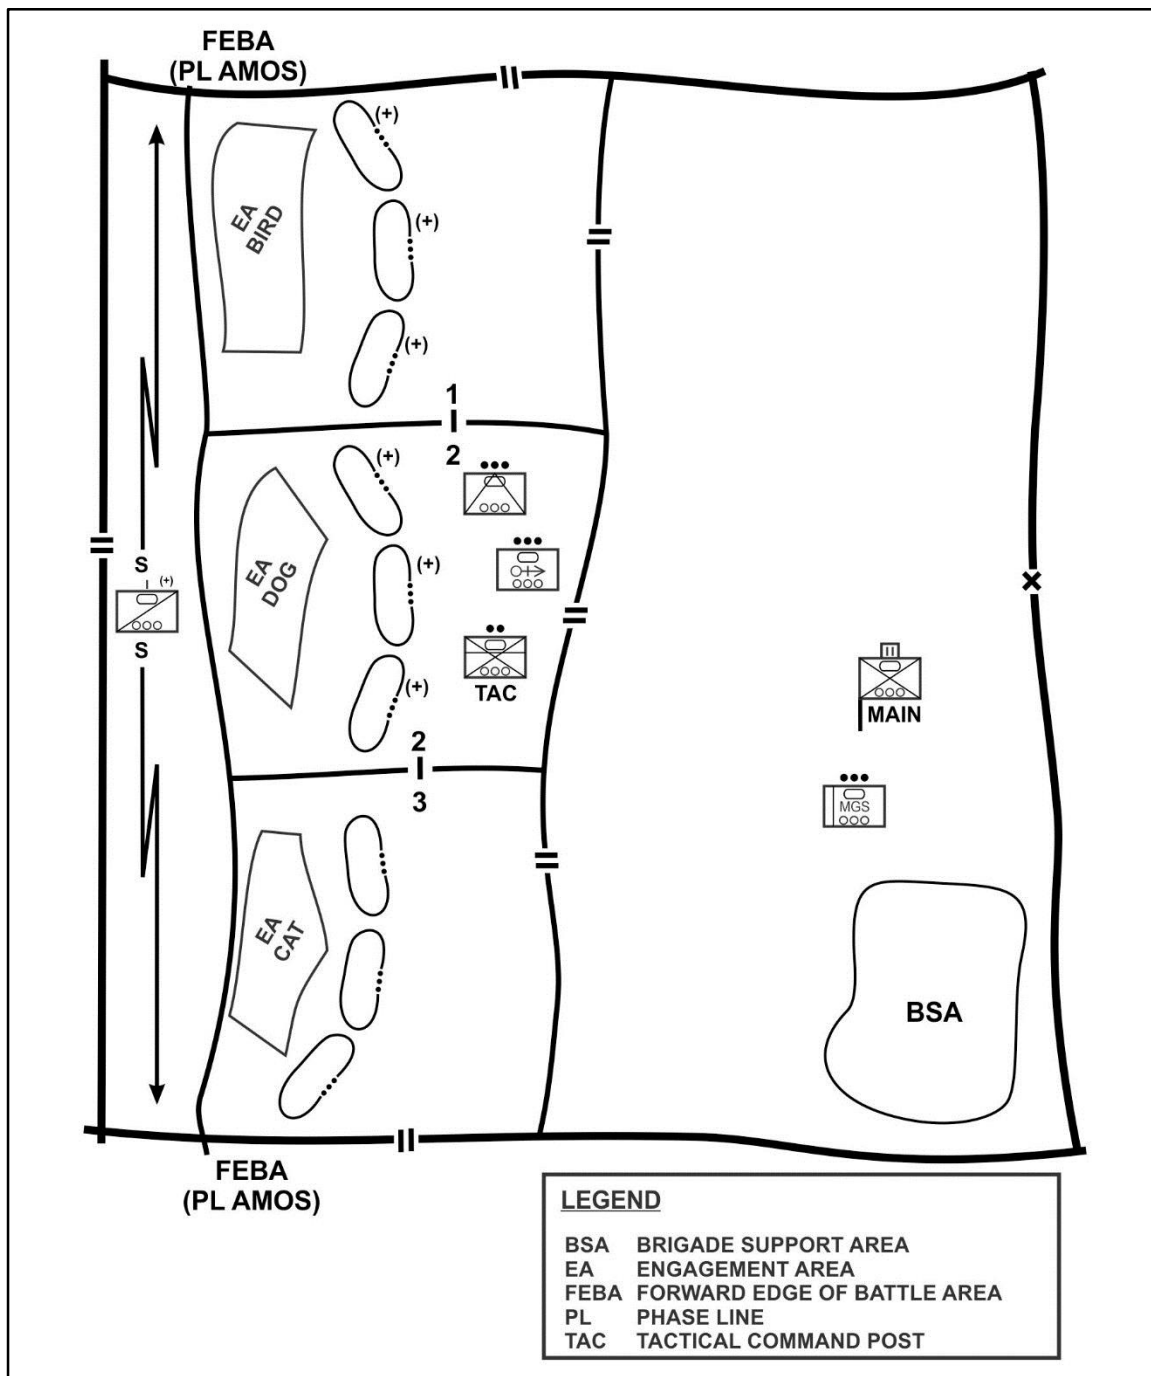 FEBA
(PL AMOS)
(+)
EA
BIRD
(+)
(+)
1
2
(+)
EA
DOG
(+)
S
(+)
S
TAC
(+)
MAIN
2
3
MGS
EA
CAT
BSA
FEBA
(PL AMOS)
LEGEND
BSA BRIGADE SUPPORT AREA
EA ENGAGEMENT AREA
FEBA FORWARD EDGE OF BATTLE AREA
PL PHASE LINE
TAC TACTICAL COMMAND POST